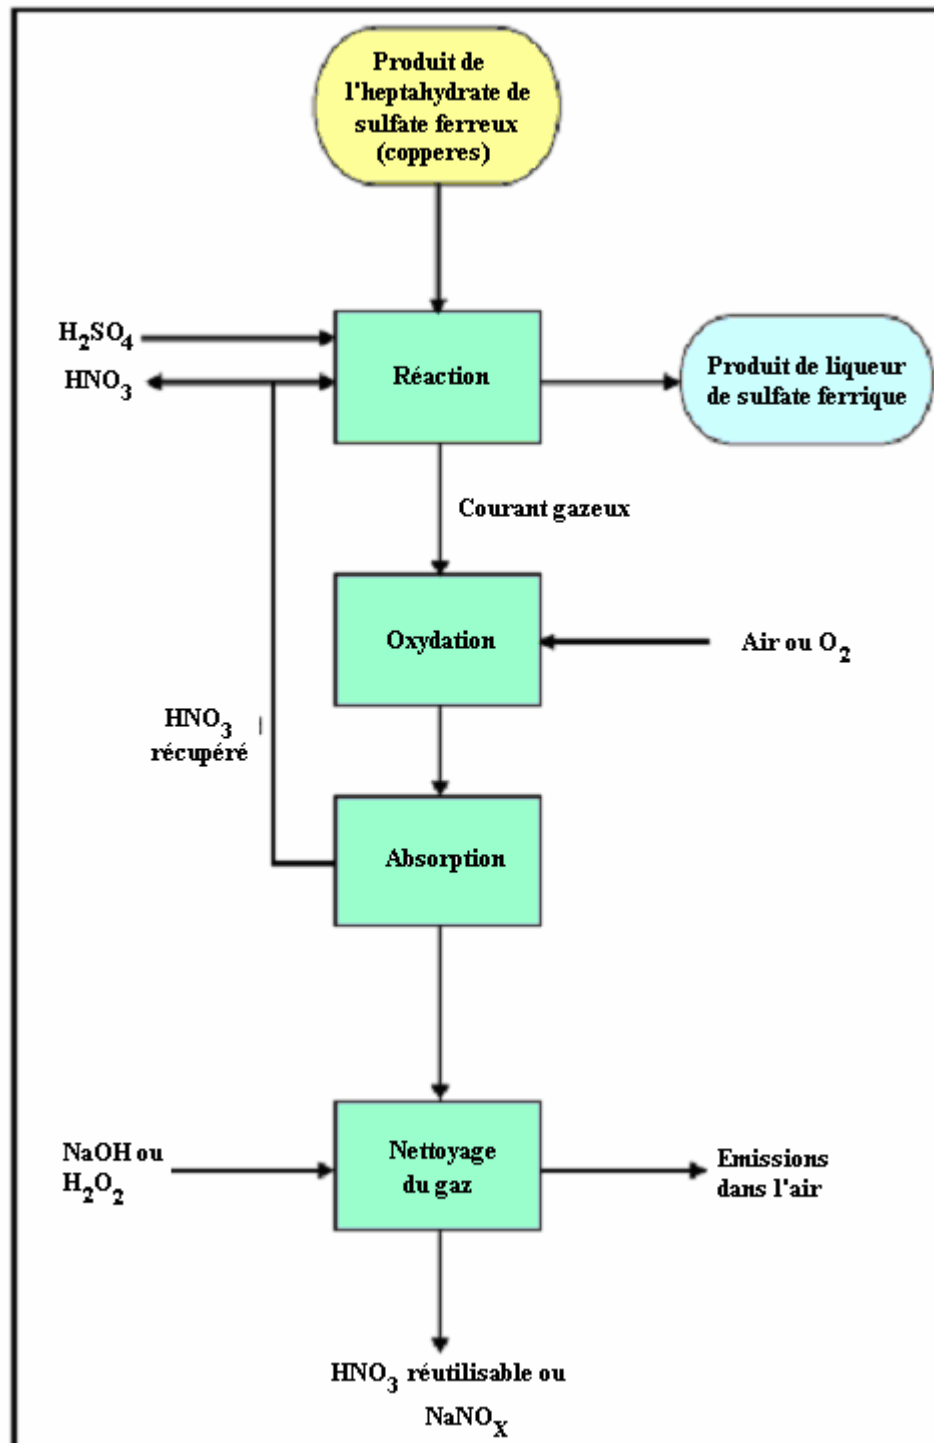 Produit de
l'heptahydrate de
sulfate ferreux
(copperes)
H₂SO₄
HNO₃
Réaction
Produit de liqueur
de sulfate ferrique
Courant gazeux
Oxydation
Air ou O₂
HNO₃
récupéré
Absorption
NaOH ou
H₂O₂
Nettoyage
du gaz
Emissions
dans l'air
HNO₃ réutilisable ou
NaNOₓ